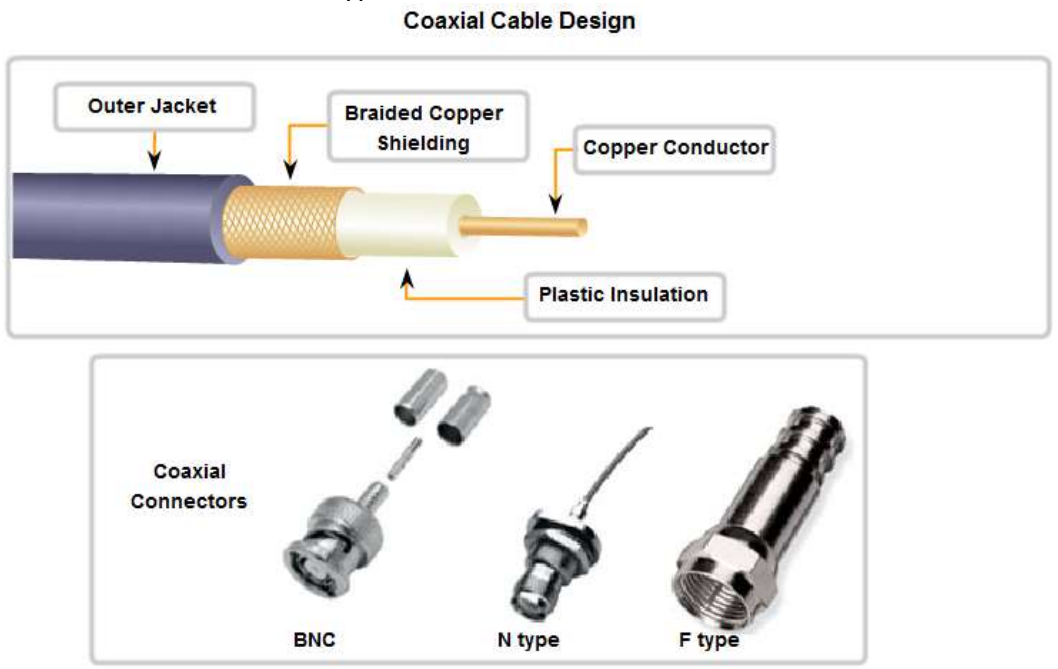 Coaxial Cable Design
Outer Jacket
Braided Copper
Shielding
Copper Conductor
Plastic Insulation
Coaxial
Connectors
BNC
N type
F type